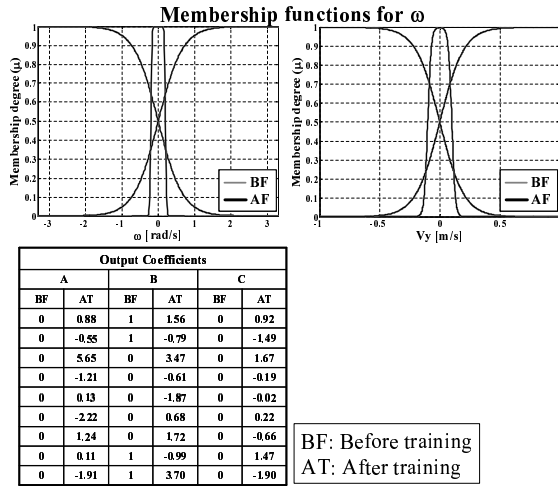 Membership functions for ω
Membership degree (μ)
1
0.9
0.8
0.7
0.6
0.5
0.4
0.3
0.2
0.1
0
-3 -2 -1 0 1 2 3
ω [ rad/s]
BF
AF
Membership degree (μ)
1
0.9
0.8
0.7
0.6
0.5
0.4
0.3
0.2
0.1
0
-1 -0.5 0 0.5
Vy [m/s]
BF
AF
Output Coefficients
A B C
BF AT BF AT BF AT
0 0.88 1 1.56 0 0.92
0 -0.55 1 -0.79 0 -1.49
0 5.65 0 3.47 0 1.67
0 -1.21 0 -0.61 0 -0.19
0 0.13 0 -1.87 0 -0.02
0 -2.22 0 0.68 0 0.22
0 1.24 0 1.72 0 -0.66
0 0.11 1 -0.99 0 1.47
0 -1.91 1 3.70 0 -1.90
BF: Before training
AT: After training